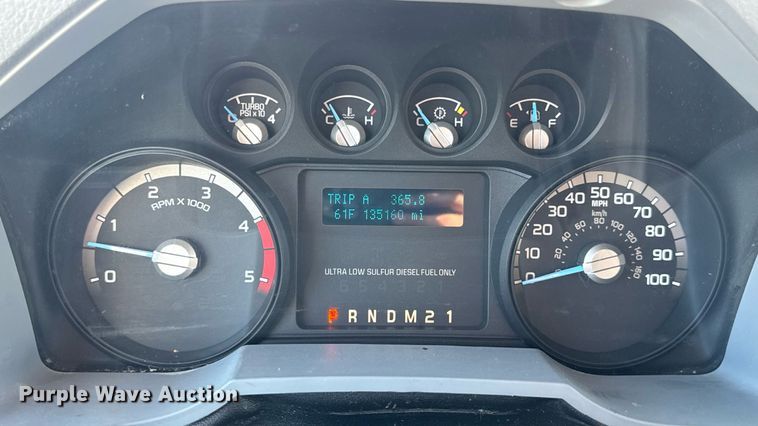 TURBO
PSI x 10
0 4
C H
C H
E F
TRIP A 365.8
61F 135160 mi
ULTRA LOW SULFUR DIESEL FUEL ONLY
P R N D M 2 1
0 1 2 3 4 5
RPM X 1000
0 10 20 30 40 50 60 70 80 90 100
MPH
km/h
Purple Wave Auction